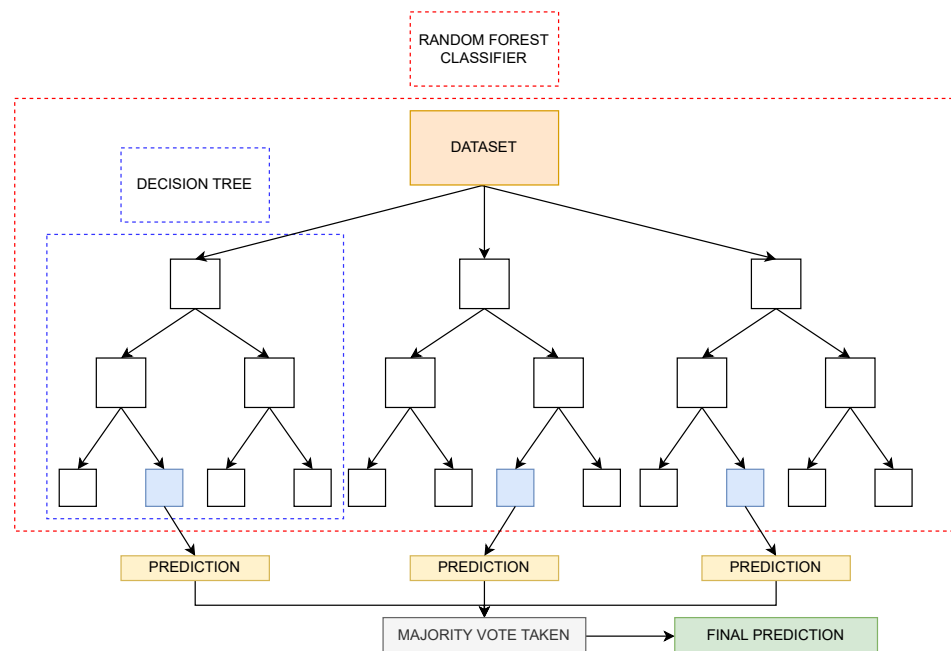 RANDOM FOREST
CLASSIFIER
DATASET
DECISION TREE
PREDICTION
PREDICTION
PREDICTION
MAJORITY VOTE TAKEN
FINAL PREDICTION